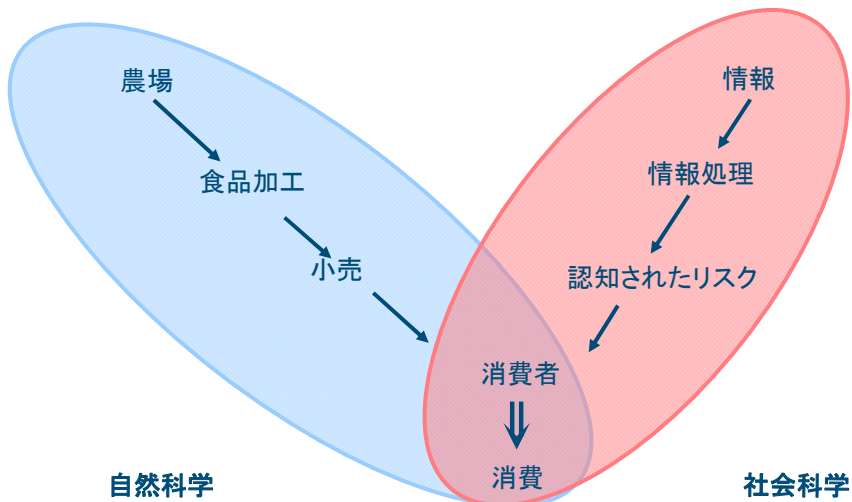 農場
食品加工
小売
情報
情報処理
認知されたリスク
消費者
消費
自然科学
社会科学